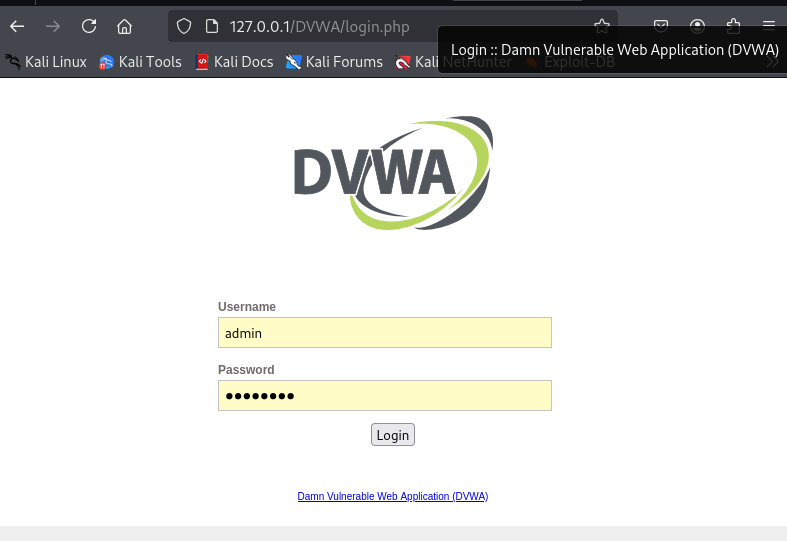 127.0.0.1/DVWA/login.php
Login :: Damn Vulnerable Web Application (DVWA)
Kali Linux Kali Tools Kali Docs Kali Forums Kali NetHunter Exploit-DB
DVWA
Username
admin
Password
••••••••
Login
Damn Vulnerable Web Application (DVWA)